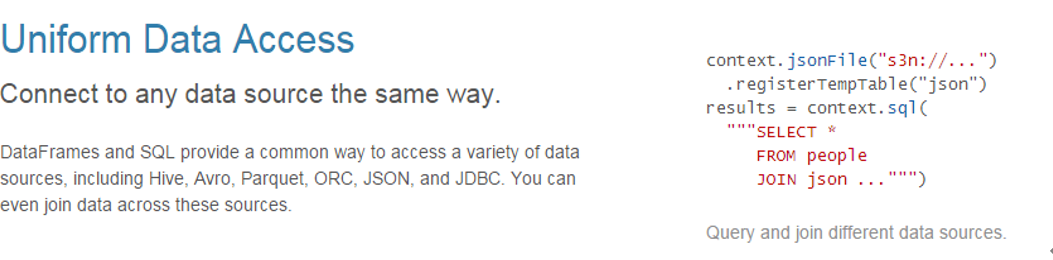 Uniform Data Access
Connect to any data source the same way.
DataFrames and SQL provide a common way to access a variety of data
sources, including Hive, Avro, Parquet, ORC, JSON, and JDBC. You can
even join data across these sources.
context.jsonFile("s3n://...")
  .registerTempTable("json")
results = context.sql(
  """SELECT *
     FROM people
     JOIN json ...""")
Query and join different data sources.